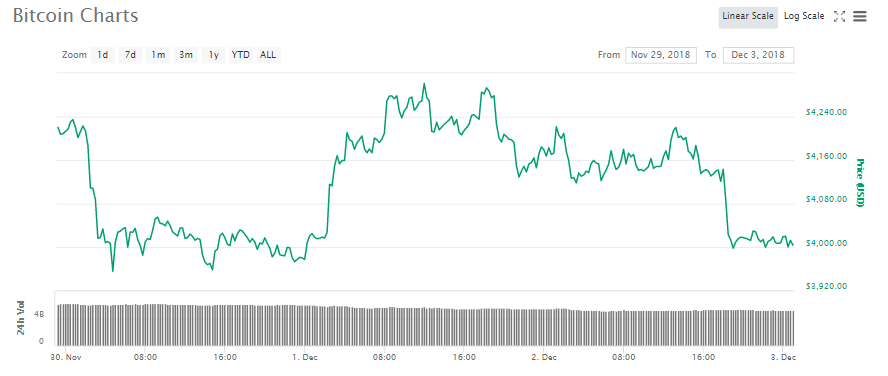 Bitcoin Charts
Linear Scale Log Scale
Zoom 1d 7d 1m 3m 1y YTD ALL From Nov 29, 2018 To Dec 3, 2018
$4,240.00
$4,160.00
$4,080.00
$4,000.00
$3,920.00
Price (USD)
24h Vol
4B
0
30. Nov 08:00 16:00 1. Dec 08:00 16:00 2. Dec 08:00 16:00 3. Dec